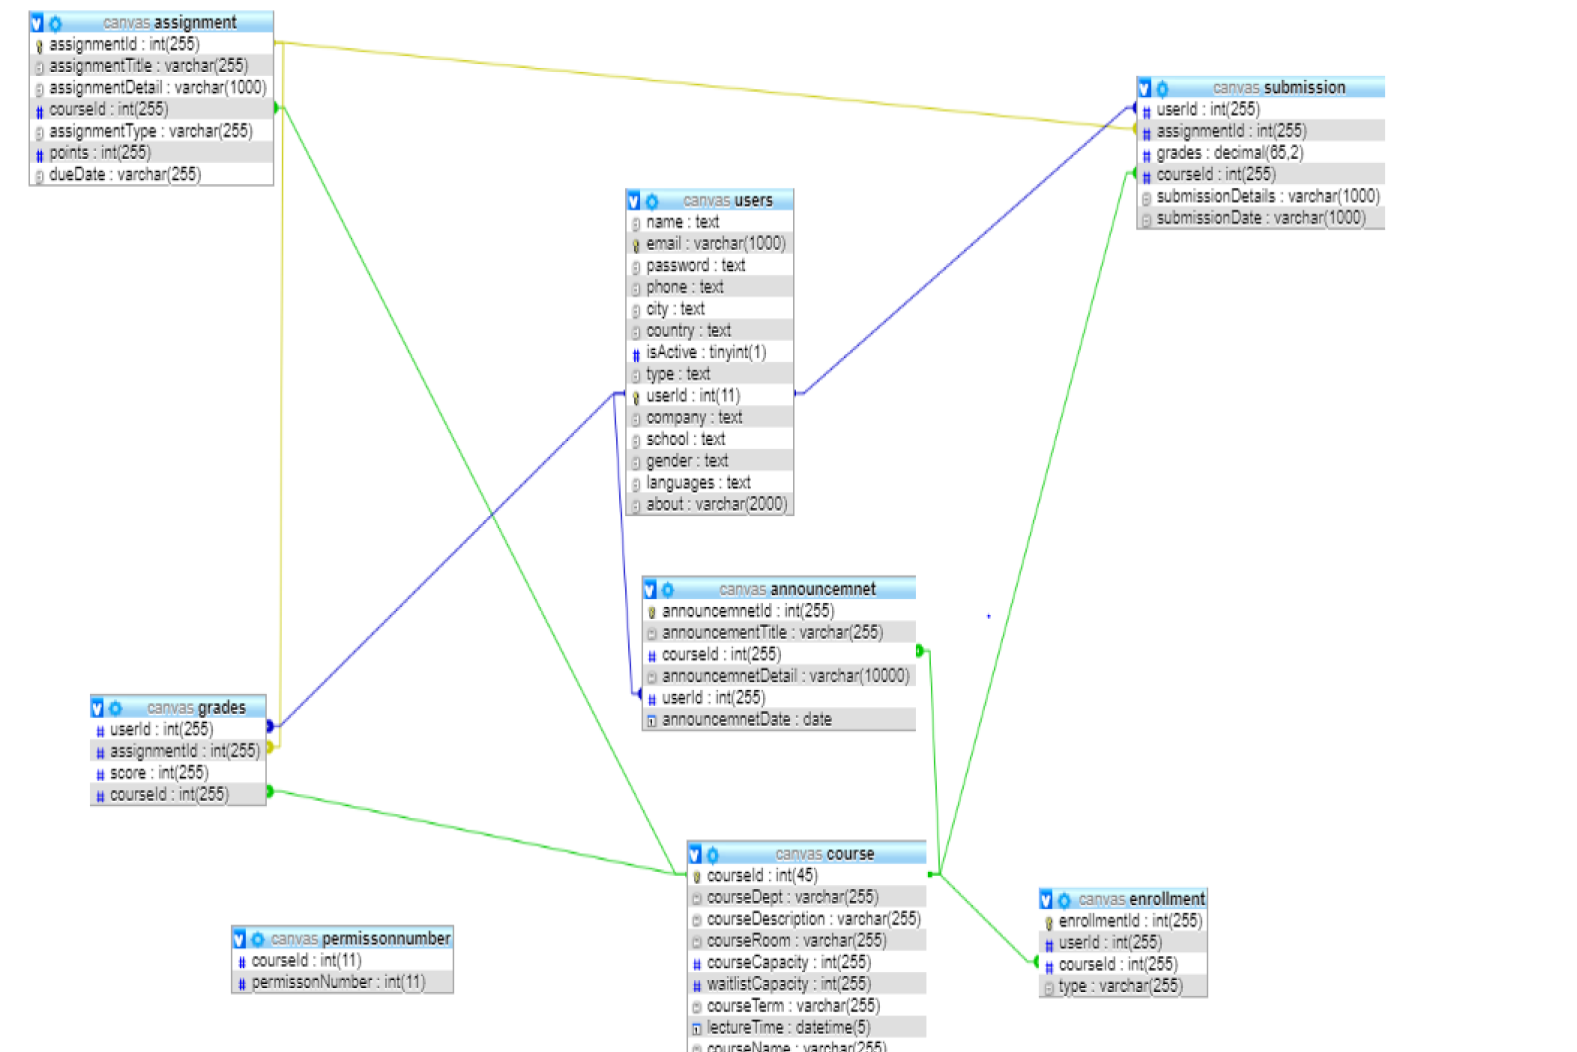 canvas assignment
assignmentId : int(255)
assignmentTitle : varchar(255)
assignmentDetail : varchar(1000)
# courseId : int(255)
assignmentType : varchar(255)
# points : int(255)
dueDate : varchar(255)
canvas submission
# userId : int(255)
# assignmentId : int(255)
# grades : decimal(65,2)
# courseId : int(255)
submissionDetails : varchar(1000)
submissionDate : varchar(1000)
canvas users
name : text
email : varchar(1000)
password : text
phone : text
city : text
country : text
# isActive : tinyint(1)
type : text
userId : int(11)
company : text
school : text
gender : text
languages : text
about : varchar(2000)
canvas announcemnet
announcemnetId : int(255)
announcementTitle : varchar(255)
# courseId : int(255)
announcemnetDetail : varchar(10000)
# userId : int(255)
announcemnetDate : date
canvas grades
# userId : int(255)
# assignmentId : int(255)
# score : int(255)
# courseId : int(255)
canvas course
courseId : int(45)
courseDept : varchar(255)
courseDescription : varchar(255)
courseRoom : varchar(255)
# courseCapacity : int(255)
# waitlistCapacity : int(255)
courseTerm : varchar(255)
lectureTime : datetime(5)
courseName : varchar(255)
canvas enrollment
enrollmentId : int(255)
# userId : int(255)
# courseId : int(255)
type : varchar(255)
canvas permissonnumber
# courseId : int(11)
# permissonNumber : int(11)